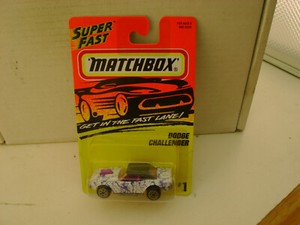 SUPER
FAST
MATCHBOX
GET IN THE FAST LANE!
DODGE
CHALLENGER
#1